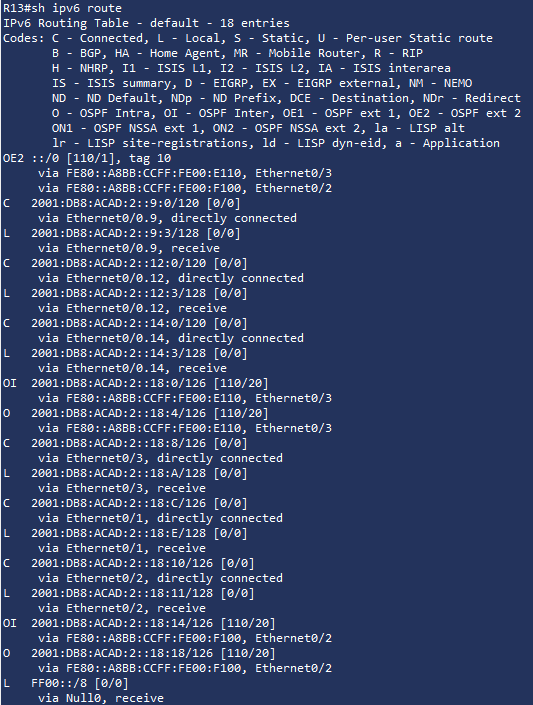 R13#sh ipv6 route
IPv6 Routing Table - default - 18 entries
Codes: C - Connected, L - Local, S - Static, U - Per-user Static route
       B - BGP, HA - Home Agent, MR - Mobile Router, R - RIP
       H - NHRP, I1 - ISIS L1, I2 - ISIS L2, IA - ISIS interarea
       IS - ISIS summary, D - EIGRP, EX - EIGRP external, NM - NEMO
       ND - ND Default, NDp - ND Prefix, DCE - Destination, NDr - Redirect
       O - OSPF Intra, OI - OSPF Inter, OE1 - OSPF ext 1, OE2 - OSPF ext 2
       ON1 - OSPF NSSA ext 1, ON2 - OSPF NSSA ext 2, la - LISP alt
       lr - LISP site-registrations, ld - LISP dyn-eid, a - Application
OE2 ::/0 [110/1], tag 10
     via FE80::A8BB:CCFF:FE00:E110, Ethernet0/3
     via FE80::A8BB:CCFF:FE00:F100, Ethernet0/2
C   2001:DB8:ACAD:2::9:0/120 [0/0]
     via Ethernet0/0.9, directly connected
L   2001:DB8:ACAD:2::9:3/128 [0/0]
     via Ethernet0/0.9, receive
C   2001:DB8:ACAD:2::12:0/120 [0/0]
     via Ethernet0/0.12, directly connected
L   2001:DB8:ACAD:2::12:3/128 [0/0]
     via Ethernet0/0.12, receive
C   2001:DB8:ACAD:2::14:0/120 [0/0]
     via Ethernet0/0.14, directly connected
L   2001:DB8:ACAD:2::14:3/128 [0/0]
     via Ethernet0/0.14, receive
OI  2001:DB8:ACAD:2::18:0/126 [110/20]
     via FE80::A8BB:CCFF:FE00:E110, Ethernet0/3
O   2001:DB8:ACAD:2::18:4/126 [110/20]
     via FE80::A8BB:CCFF:FE00:E110, Ethernet0/3
C   2001:DB8:ACAD:2::18:8/126 [0/0]
     via Ethernet0/3, directly connected
L   2001:DB8:ACAD:2::18:A/128 [0/0]
     via Ethernet0/3, receive
C   2001:DB8:ACAD:2::18:C/126 [0/0]
     via Ethernet0/1, directly connected
L   2001:DB8:ACAD:2::18:E/128 [0/0]
     via Ethernet0/1, receive
C   2001:DB8:ACAD:2::18:10/126 [0/0]
     via Ethernet0/2, directly connected
L   2001:DB8:ACAD:2::18:11/128 [0/0]
     via Ethernet0/2, receive
OI  2001:DB8:ACAD:2::18:14/126 [110/20]
     via FE80::A8BB:CCFF:FE00:F100, Ethernet0/2
O   2001:DB8:ACAD:2::18:18/126 [110/20]
     via FE80::A8BB:CCFF:FE00:F100, Ethernet0/2
L   FF00::/8 [0/0]
     via Null0, receive